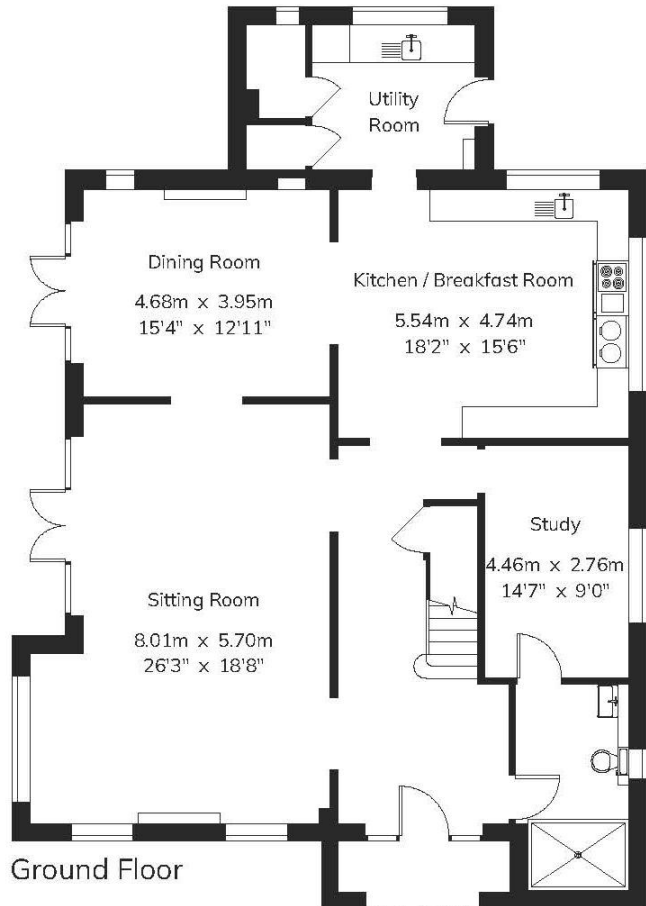 Utility
Room
Dining Room
4.68m x 3.95m
15'4" x 12'11"
Kitchen / Breakfast Room
5.54m x 4.74m
18'2" x 15'6"
Study
4.46m x 2.76m
14'7" x 9'0"
Sitting Room
8.01m x 5.70m
26'3" x 18'8"
Ground Floor